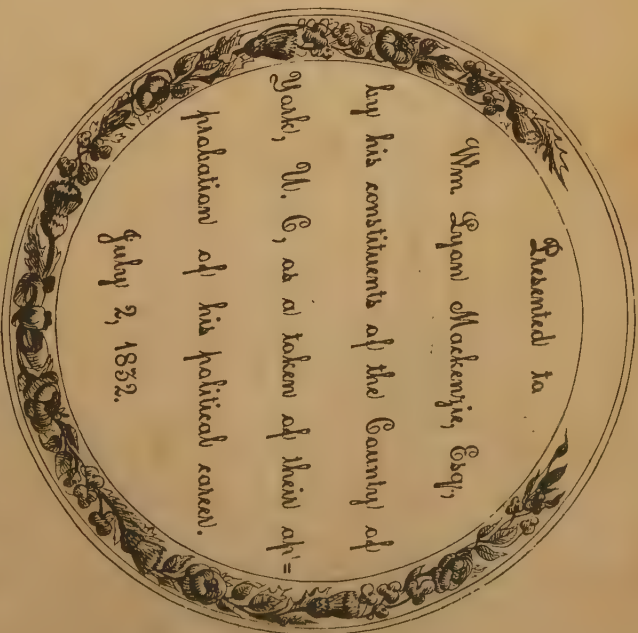 Presented to
Wm. Lyon Mackenzie, Esq,
by his constituents of the County of
York, U. C, as a token of their ap=
probation of his political career.
July 2, 1832.